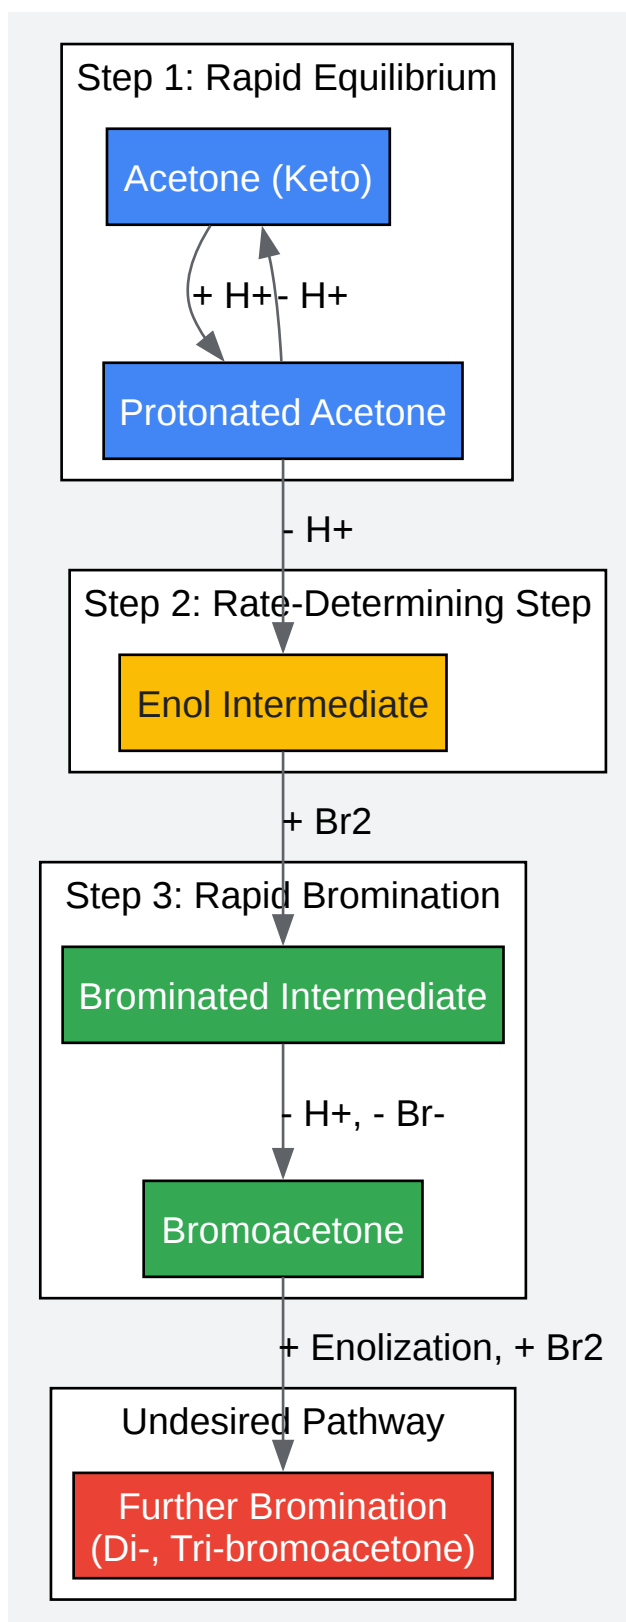 Step 1: Rapid Equilibrium
Acetone (Keto)
+ H+
- H+
Protonated Acetone
- H+
Step 2: Rate-Determining Step
Enol Intermediate
+ Br2
Step 3: Rapid Bromination
Brominated Intermediate
- H+, - Br-
Bromoacetone
+ Enolization, + Br2
Undesired Pathway
Further Bromination
(Di-, Tri-bromoacetone)